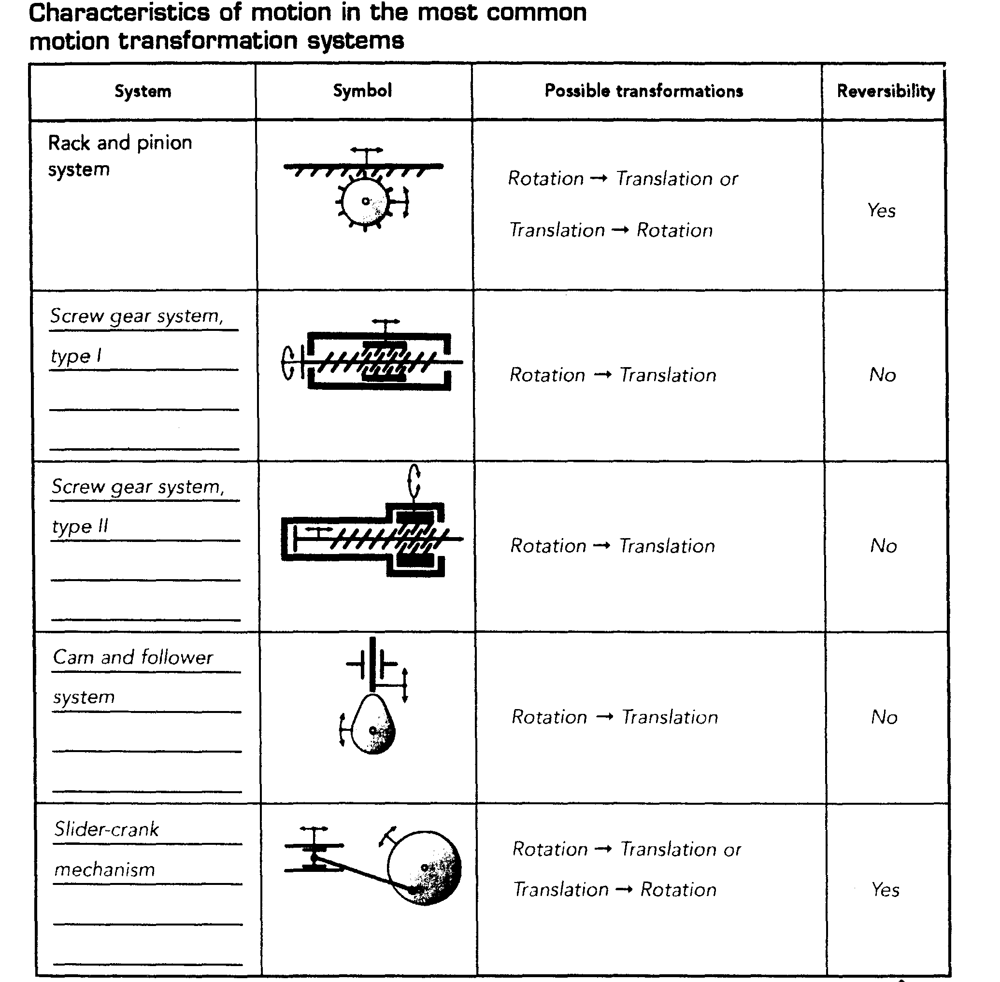 Characteristics of motion in the most common
motion transformation systems
System
Symbol
Possible transformations
Reversibility
Rack and pinion
system
Rotation → Translation or
Translation → Rotation
Yes
Screw gear system,
type I
Rotation → Translation
No
Screw gear system,
type II
Rotation → Translation
No
Cam and follower
system
Rotation → Translation
No
Slider-crank
mechanism
Rotation → Translation or
Translation → Rotation
Yes